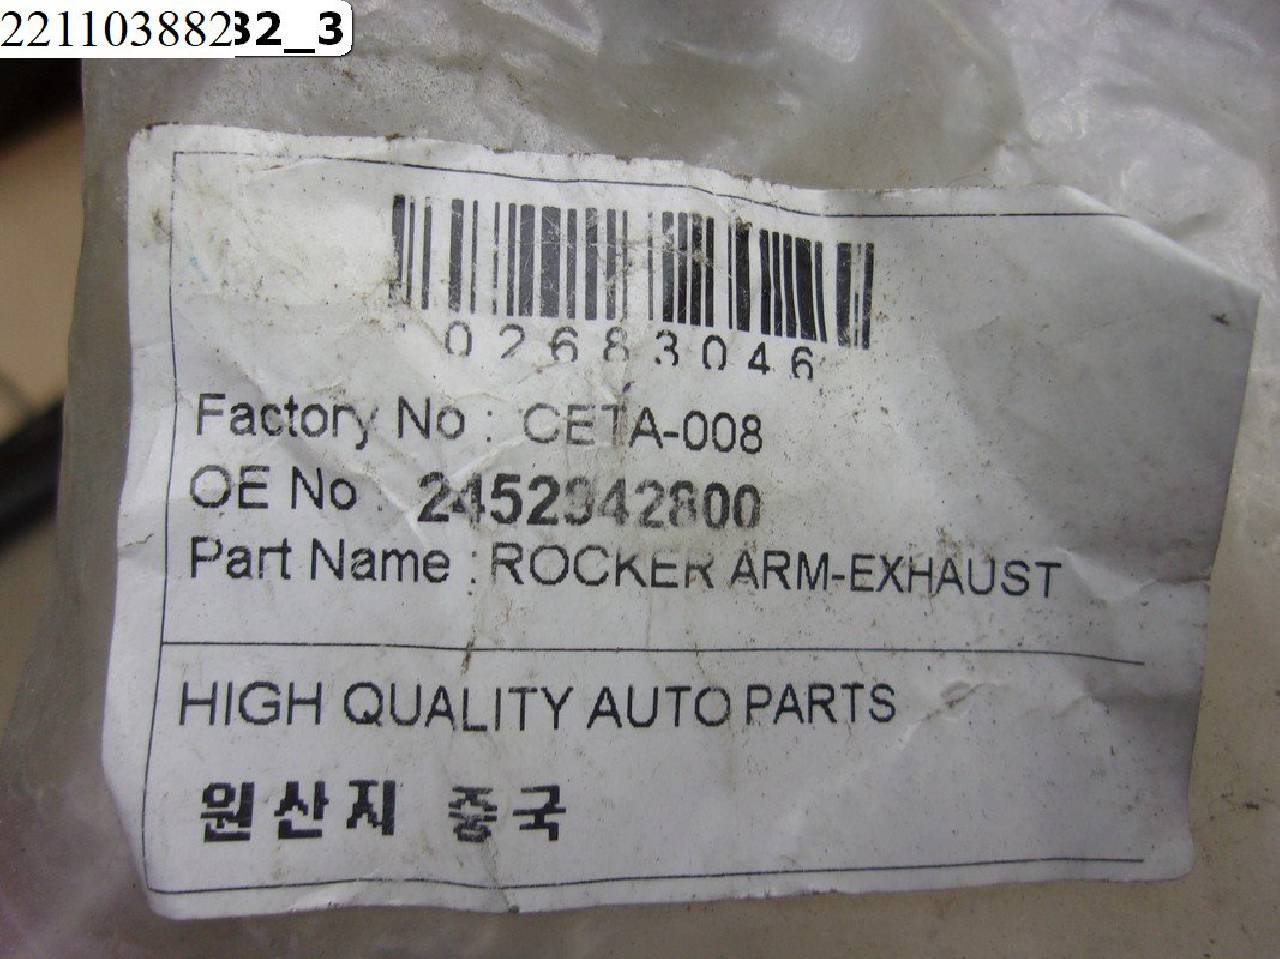 22110388232_3
02683046
Factory No : CETA-008
OE No : 2452942800
Part Name : ROCKER ARM-EXHAUST
HIGH QUALITY AUTO PARTS
원산지 중국